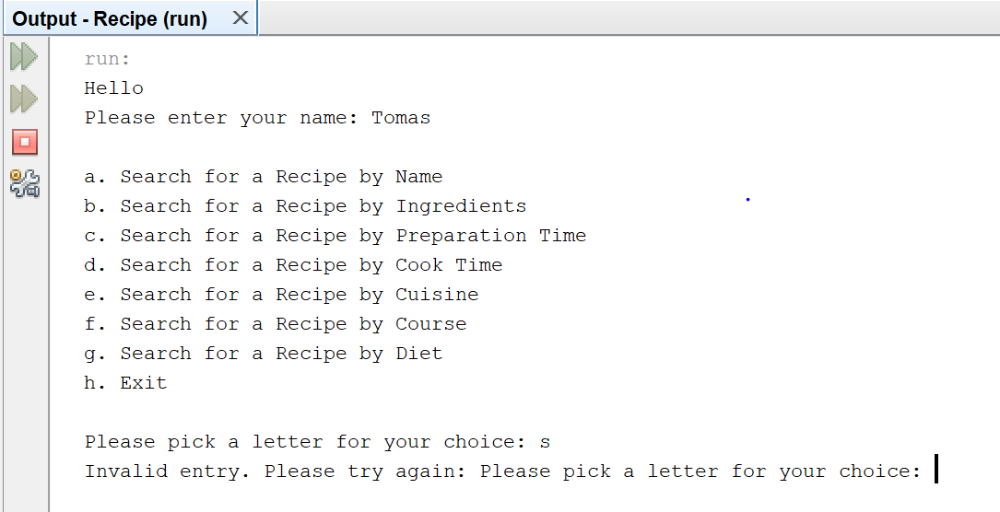 Output - Recipe (run)
run:
Hello
Please enter your name: Tomas
a. Search for a Recipe by Name
b. Search for a Recipe by Ingredients
c. Search for a Recipe by Preparation Time
d. Search for a Recipe by Cook Time
e. Search for a Recipe by Cuisine
f. Search for a Recipe by Course
g. Search for a Recipe by Diet
h. Exit
Please pick a letter for your choice: s
Invalid entry. Please try again: Please pick a letter for your choice: